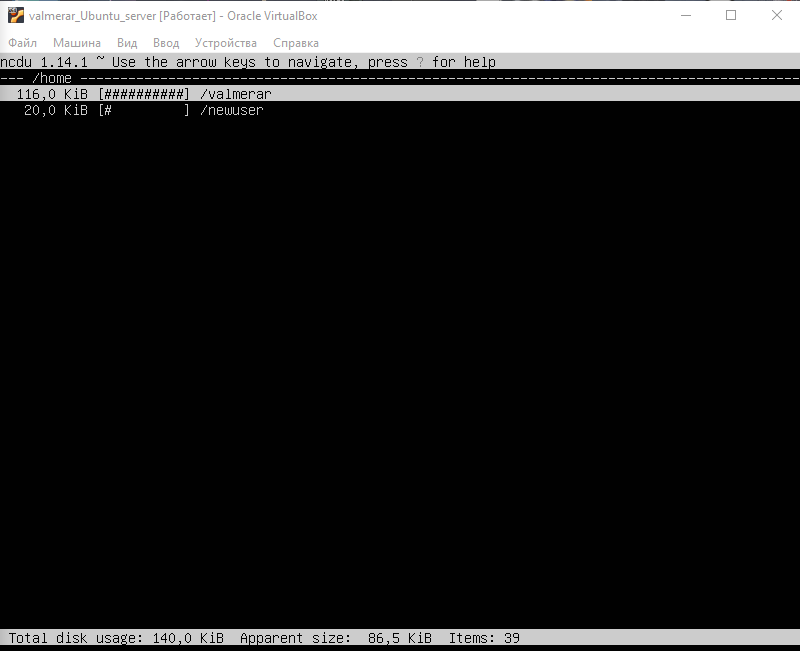 valmerar_Ubuntu_server [Работает] - Oracle VirtualBox
Файл Машина Вид Ввод Устройства Справка
ncdu 1.14.1 ~ Use the arrow keys to navigate, press ? for help
--- /home ----------------------------------------------------------------------------------------
116,0 KiB [##########] /valmerar
20,0 KiB [#         ] /newuser
Total disk usage: 140,0 KiB  Apparent size:  86,5 KiB  Items: 39